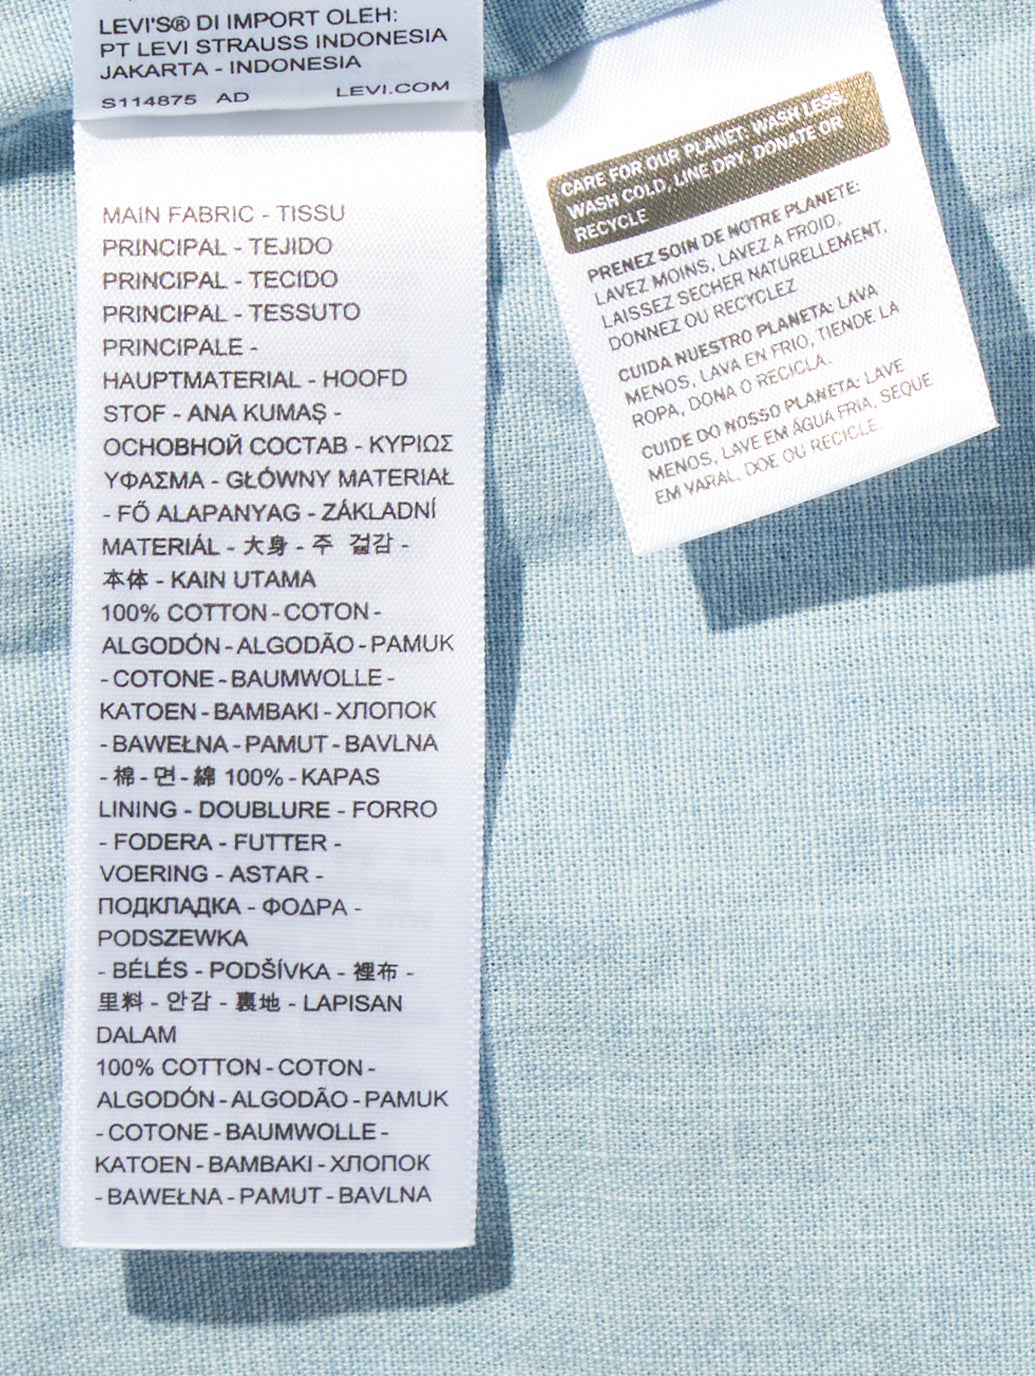 LEVI'S® DI IMPORT OLEH:
PT LEVI STRAUSS INDONESIA
JAKARTA - INDONESIA
S114875 AD LEVI.COM
MAIN FABRIC - TISSU
PRINCIPAL - TEJIDO
PRINCIPAL - TECIDO
PRINCIPAL - TESSUTO
PRINCIPALE -
HAUPTMATERIAL - HOOFD
STOF - ANA KUMAŞ -
ОСНОВНОЙ СОСТАВ - ΚΥΡΙΩΣ
ΥΦΑΣΜΑ - GŁÓWNY MATERIAŁ
- FŐ ALAPANYAG - ZÁKLADNÍ
MATERIÁL - 大身 - 주 겉감 -
本体 - KAIN UTAMA
100% COTTON - COTON -
ALGODÓN - ALGODÃO - PAMUK
- COTONE - BAUMWOLLE -
KATOEN - BAMBAKI - ХЛОПОК
- BAWEŁNA - PAMUT - BAVLNA
- 棉 - 면 - 綿 100% - KAPAS
LINING - DOUBLURE - FORRO
- FODERA - FUTTER -
VOERING - ASTAR -
ПОДКЛАДКА - ΦΟΔΡΑ -
PODSZEWKA
- BÉLÉS - PODŠÍVKA - 裡布 -
里料 - 안감 - 裏地 - LAPISAN
DALAM
100% COTTON - COTON -
ALGODÓN - ALGODÃO - PAMUK
- COTONE - BAUMWOLLE -
KATOEN - BAMBAKI - ХЛОПОК
- BAWEŁNA - PAMUT - BAVLNA
CARE FOR OUR PLANET: WASH LESS,
WASH COLD, LINE DRY, DONATE OR
RECYCLE
PRENEZ SOIN DE NOTRE PLANETE:
LAVEZ MOINS, LAVEZ A FROID,
LAISSEZ SECHER NATURELLEMENT,
DONNEZ OU RECYCLEZ
CUIDA NUESTRO PLANETA: LAVA
MENOS, LAVA EN FRIO, TIENDE LA
ROPA, DONA O RECICLA.
CUIDE DO NOSSO PLANETA: LAVE
MENOS, LAVE EM ÁGUA FRIA, SEQUE
EM VARAL, DOE OU RECICLE.